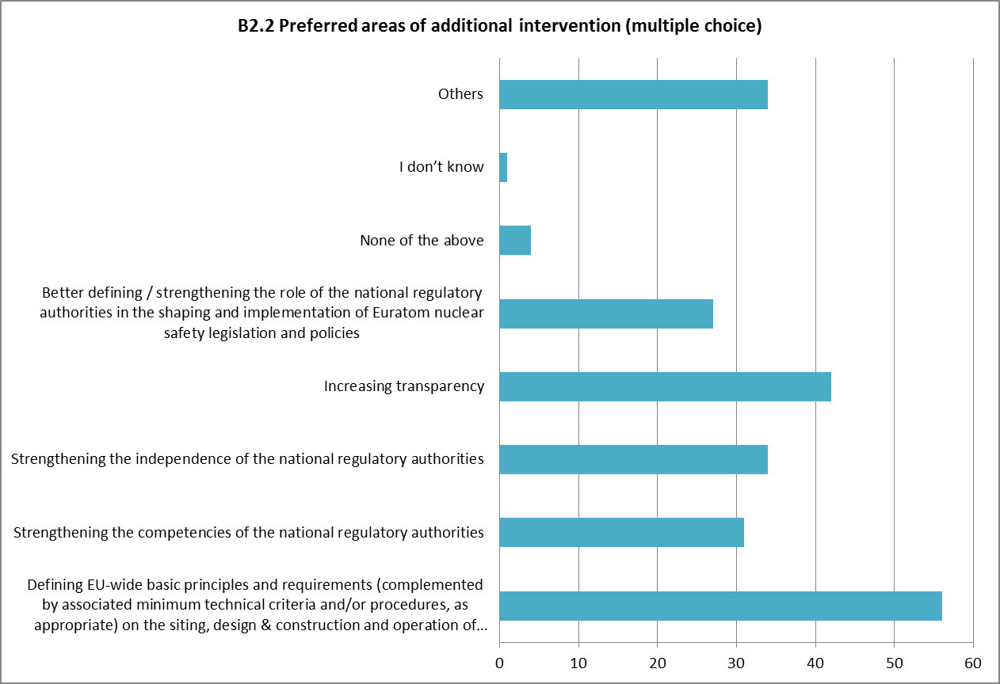 B2.2 Preferred areas of additional intervention (multiple choice)
Others
I don’t know
None of the above
Better defining / strengthening the role of the national regulatory
authorities in the shaping and implementation of Euratom nuclear
safety legislation and policies
Increasing transparency
Strengthening the independence of the national regulatory authorities
Strengthening the competencies of the national regulatory authorities
Defining EU-wide basic principles and requirements (complemented
by associated minimum technical criteria and/or procedures, as
appropriate) on the siting, design & construction and operation of...
0 10 20 30 40 50 60